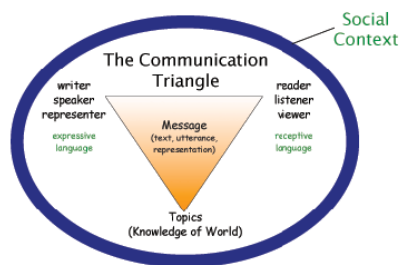 Social
Context
The Communication
Triangle
writer
speaker
representer
expressive
language
Message
(text, utterance,
representation)
reader
listener
viewer
receptive
language
Topics
(Knowledge of World)